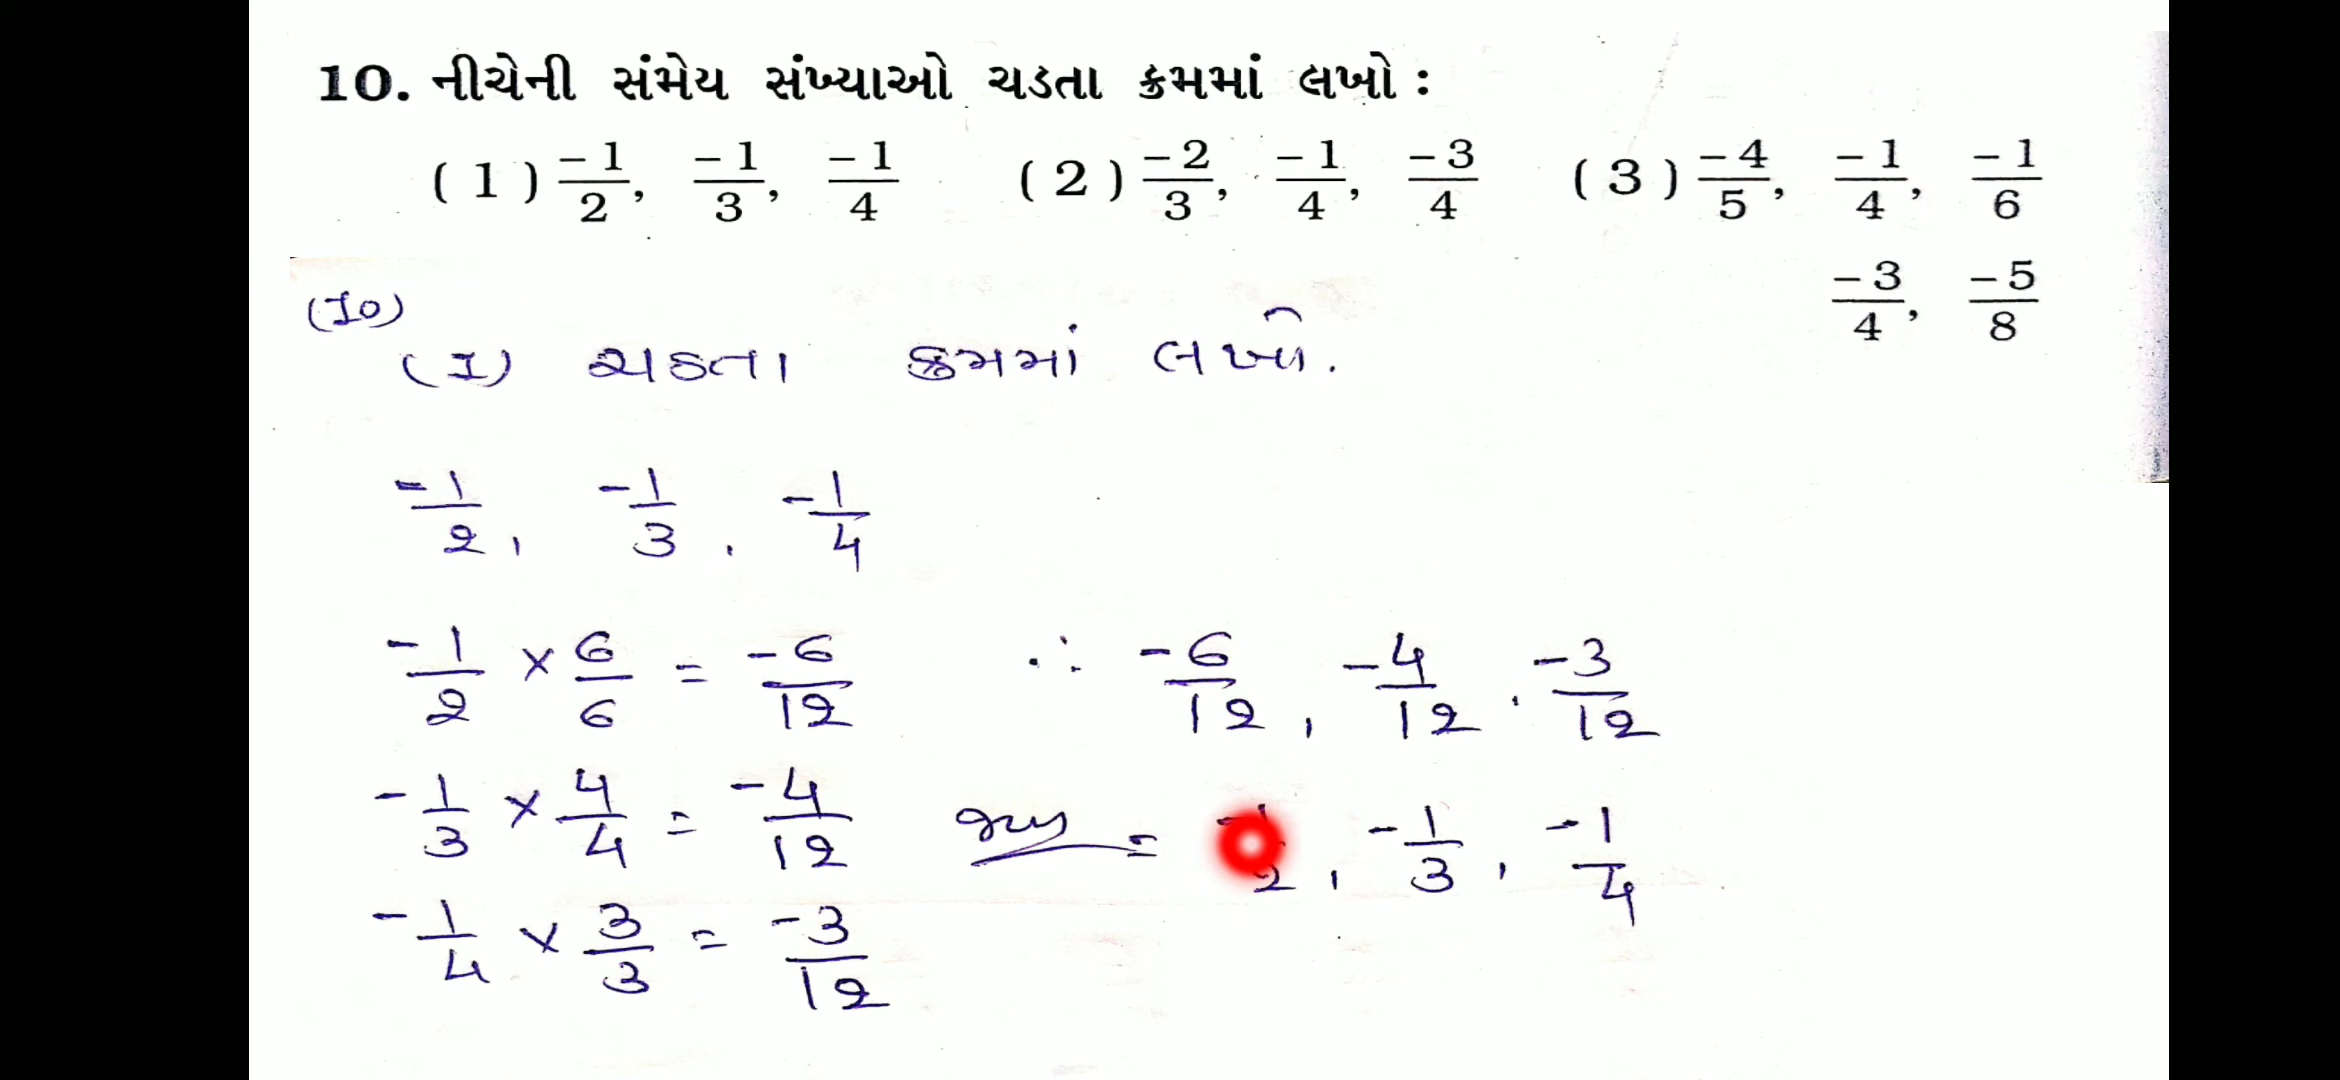 10. નીચેની સંમેય સંખ્યાઓ ચડતા ક્રમમાં લખો :
(1) -1/2, -1/3, -1/4 (2) -2/3, -1/4, -3/4 (3) -4/5, -1/4, -1/6
-3/4, -5/8
(10)
(1) ચડતા ક્રમમાં લખો.
-1/2, -1/3, -1/4
-1/2 × 6/6 = -6/12 ∴ -6/12, -4/12, -3/12
-1/3 × 4/4 = -4/12 જવાબ = -1/2, -1/3, -1/4
-1/4 × 3/3 = -3/12